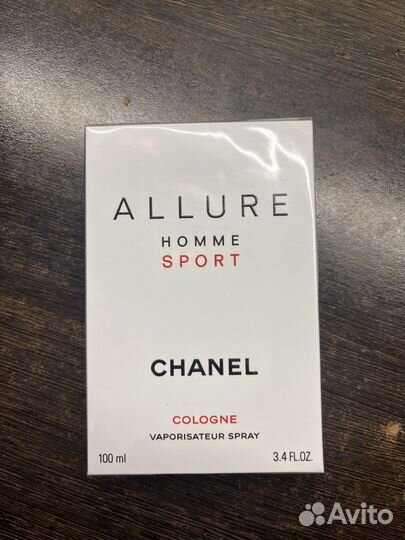 ALLURE
HOMME
SPORT
CHANEL
COLOGNE
VAPORISATEUR SPRAY
100 ml 3.4 FL.OZ.
Avito